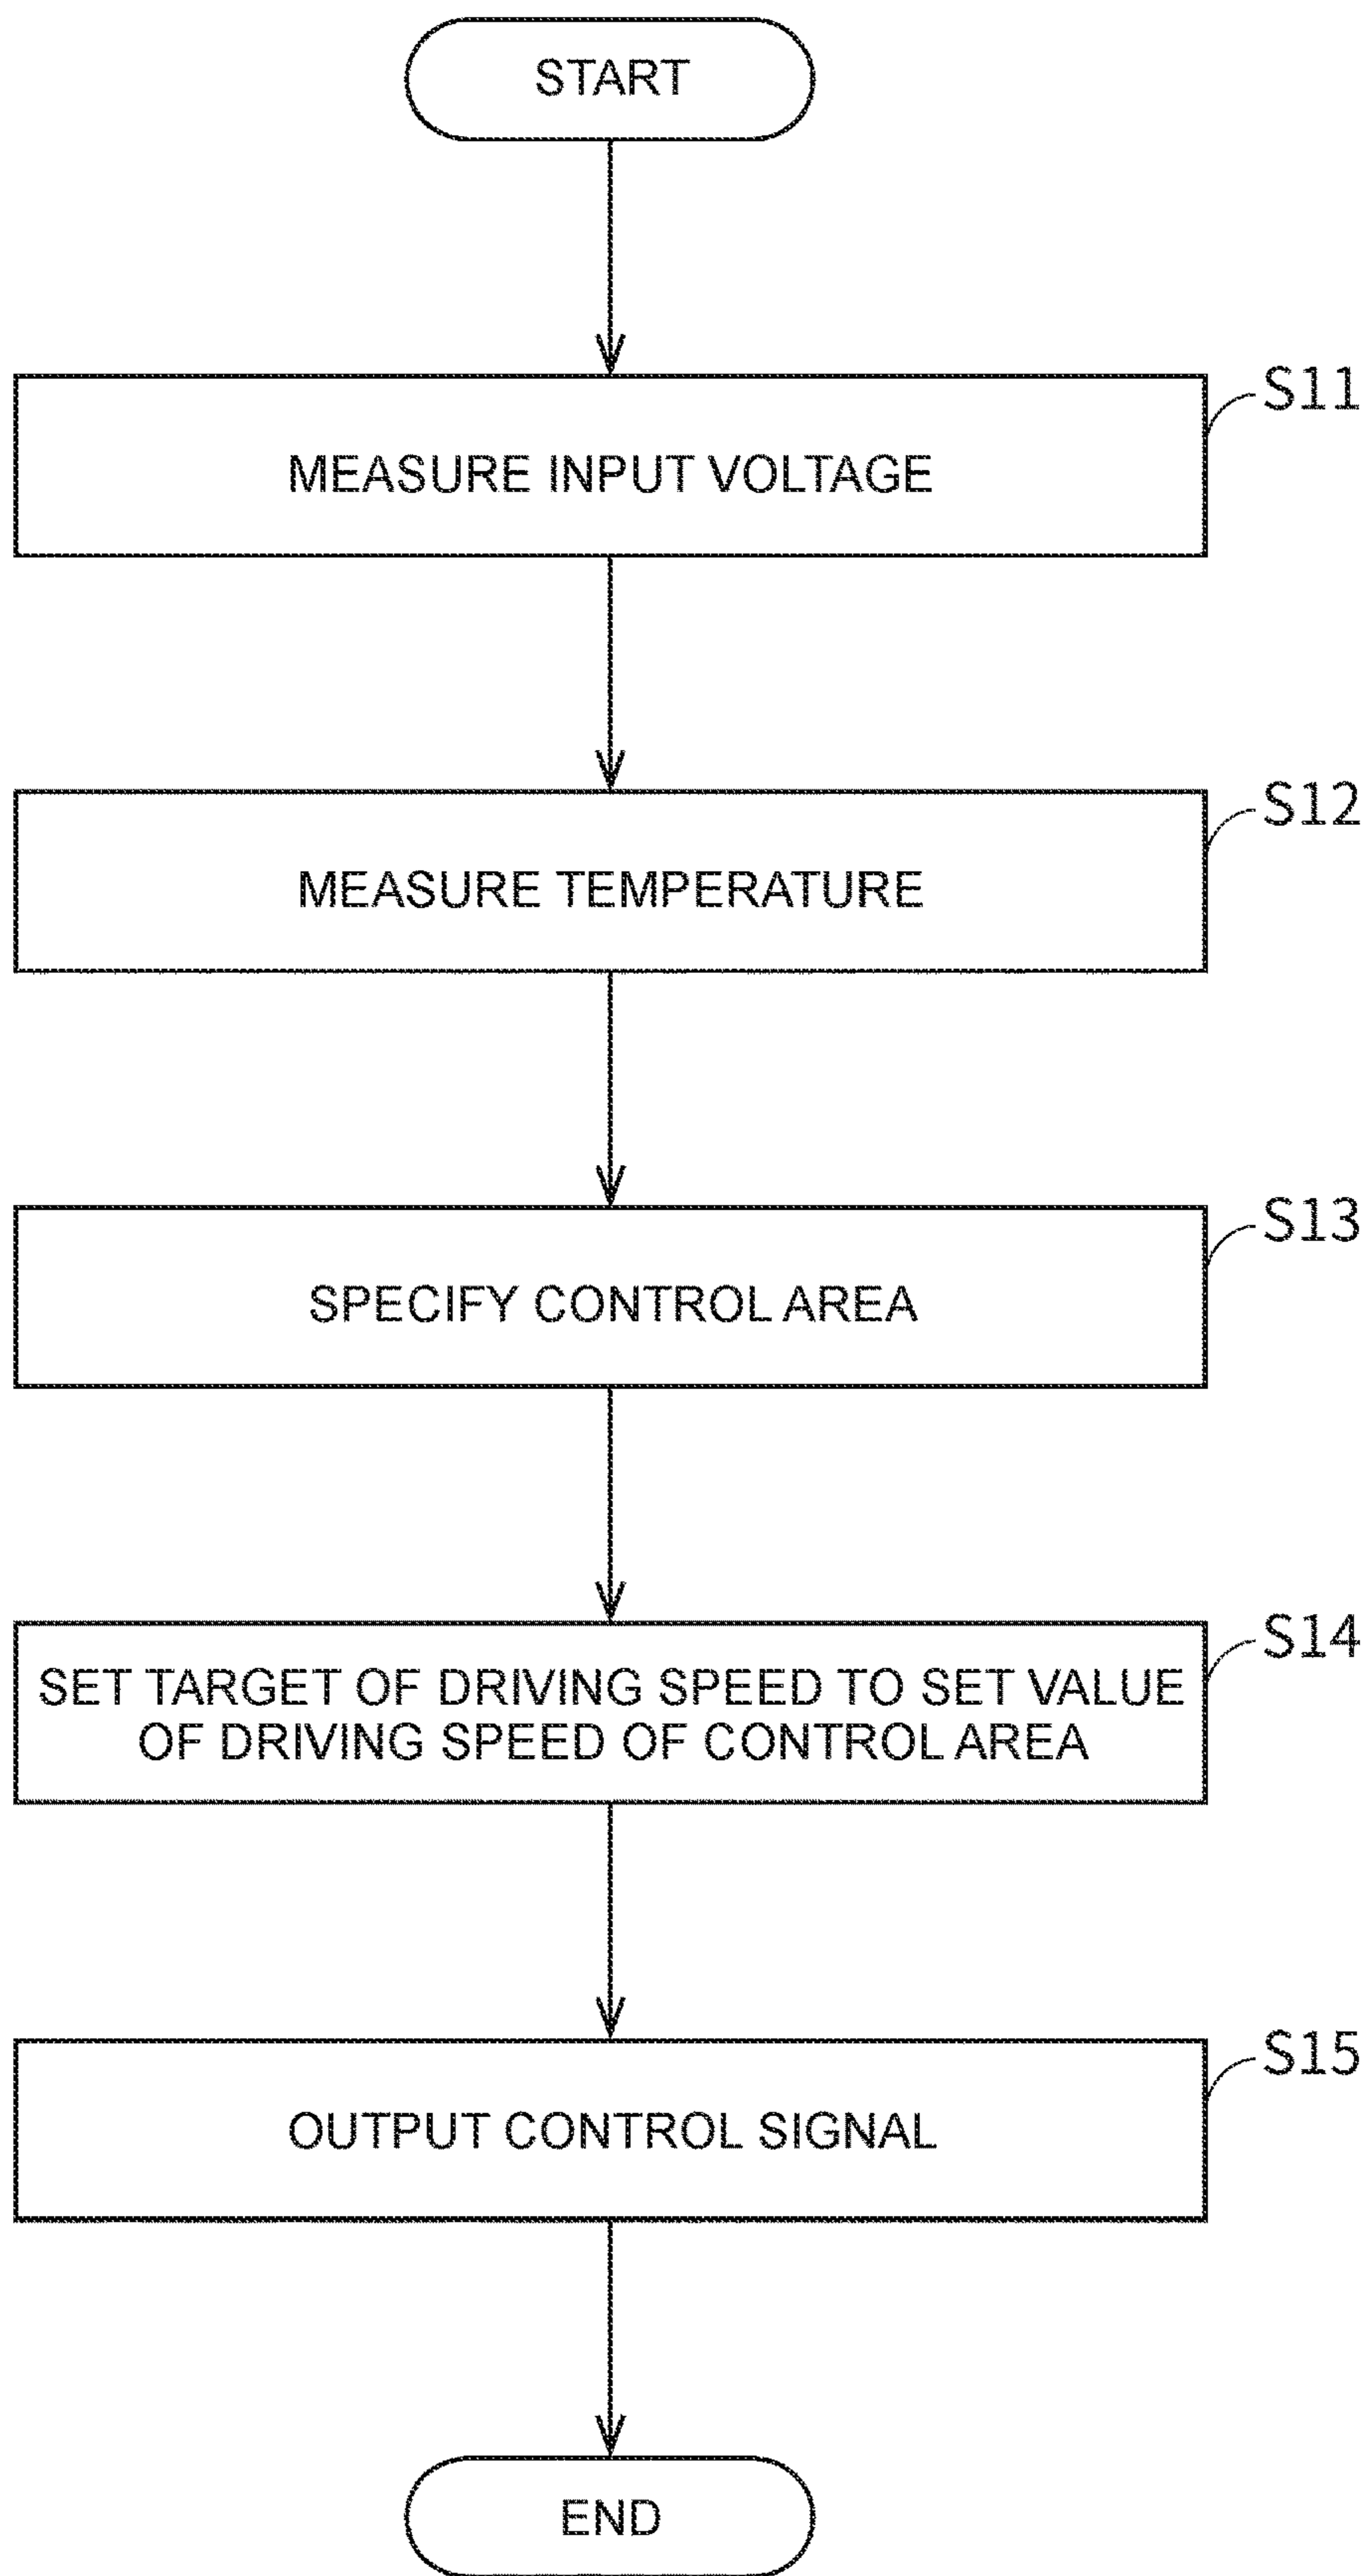 START
S11
MEASURE INPUT VOLTAGE
S12
MEASURE TEMPERATURE
S13
SPECIFY CONTROL AREA
S14
SET TARGET OF DRIVING SPEED TO SET VALUE
OF DRIVING SPEED OF CONTROL AREA
S15
OUTPUT CONTROL SIGNAL
END